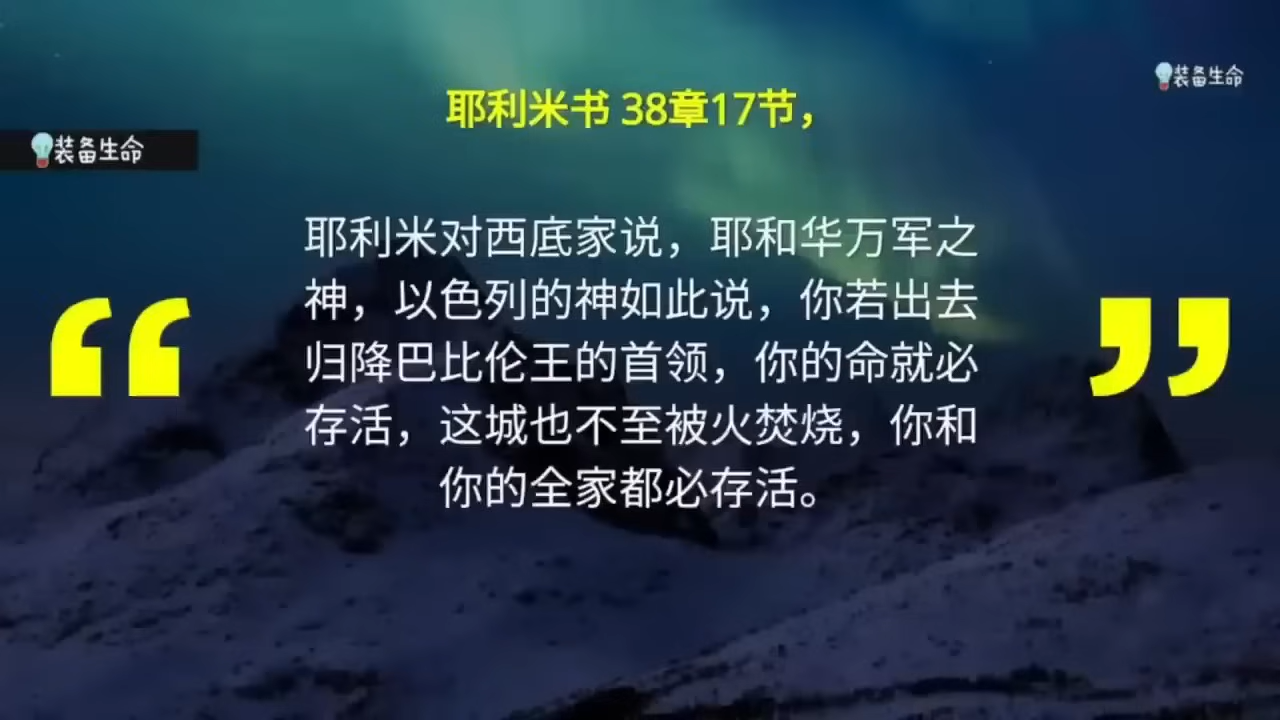 装备生命
耶利米书 38章17节，
装备生命
耶利米对西底家说，耶和华万军之
神，以色列的神如此说，你若出去
归降巴比伦王的首领，你的命就必
存活，这城也不至被火焚烧，你和
你的全家都必存活。